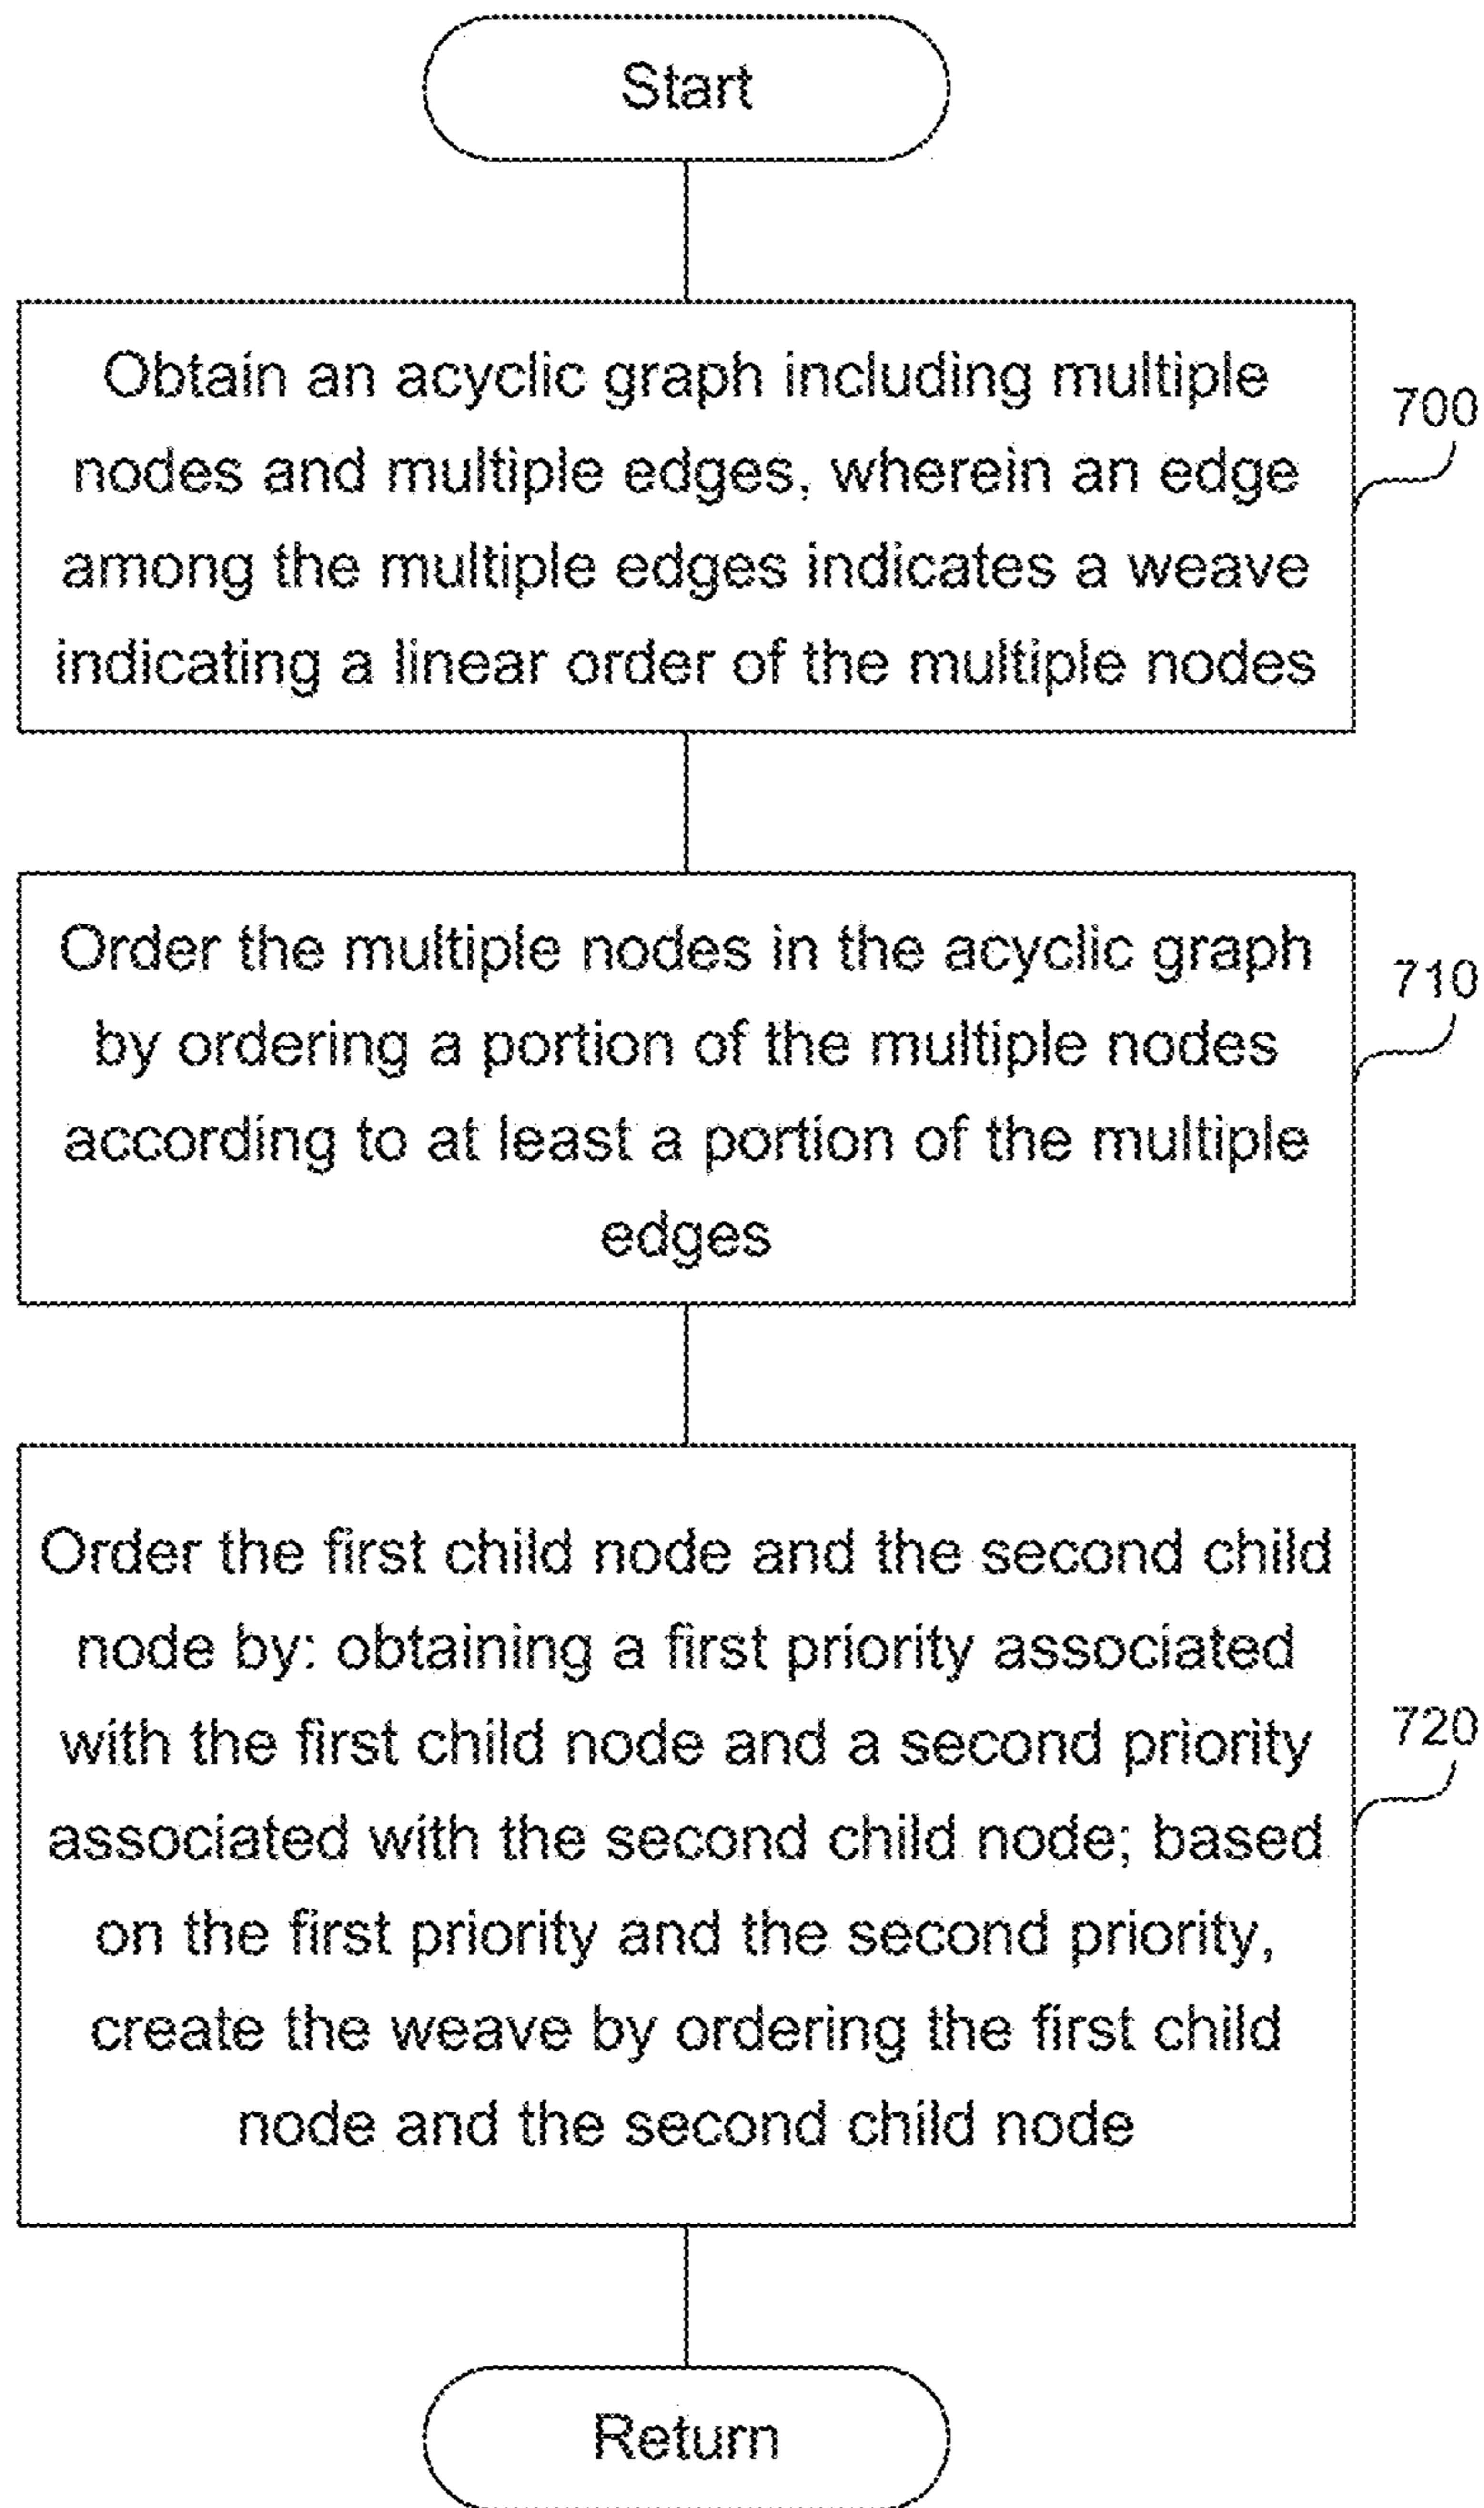 Start
Obtain an acyclic graph including multiple
nodes and multiple edges, wherein an edge
among the multiple edges indicates a weave
indicating a linear order of the multiple nodes
700
Order the multiple nodes in the acyclic graph
by ordering a portion of the multiple nodes
according to at least a portion of the multiple
edges
710
Order the first child node and the second child
node by: obtaining a first priority associated
with the first child node and a second priority
associated with the second child node; based
on the first priority and the second priority,
create the weave by ordering the first child
node and the second child node
720
Return